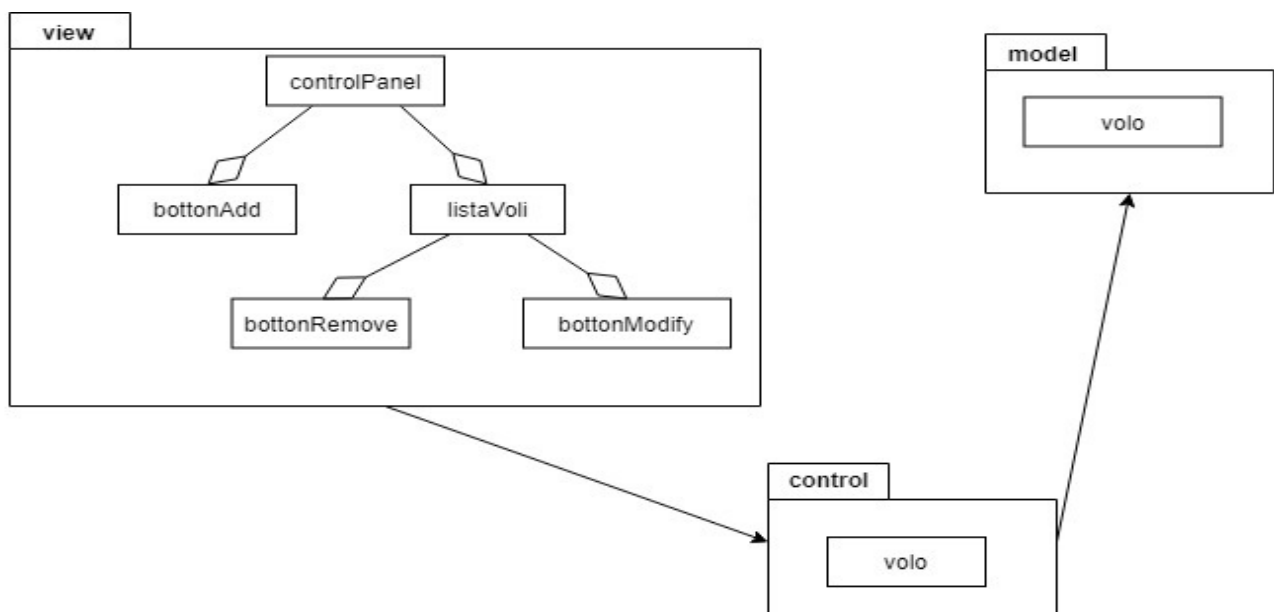 view
controlPanel
bottonAdd
listaVoli
bottonRemove
bottonModify
model
volo
control
volo